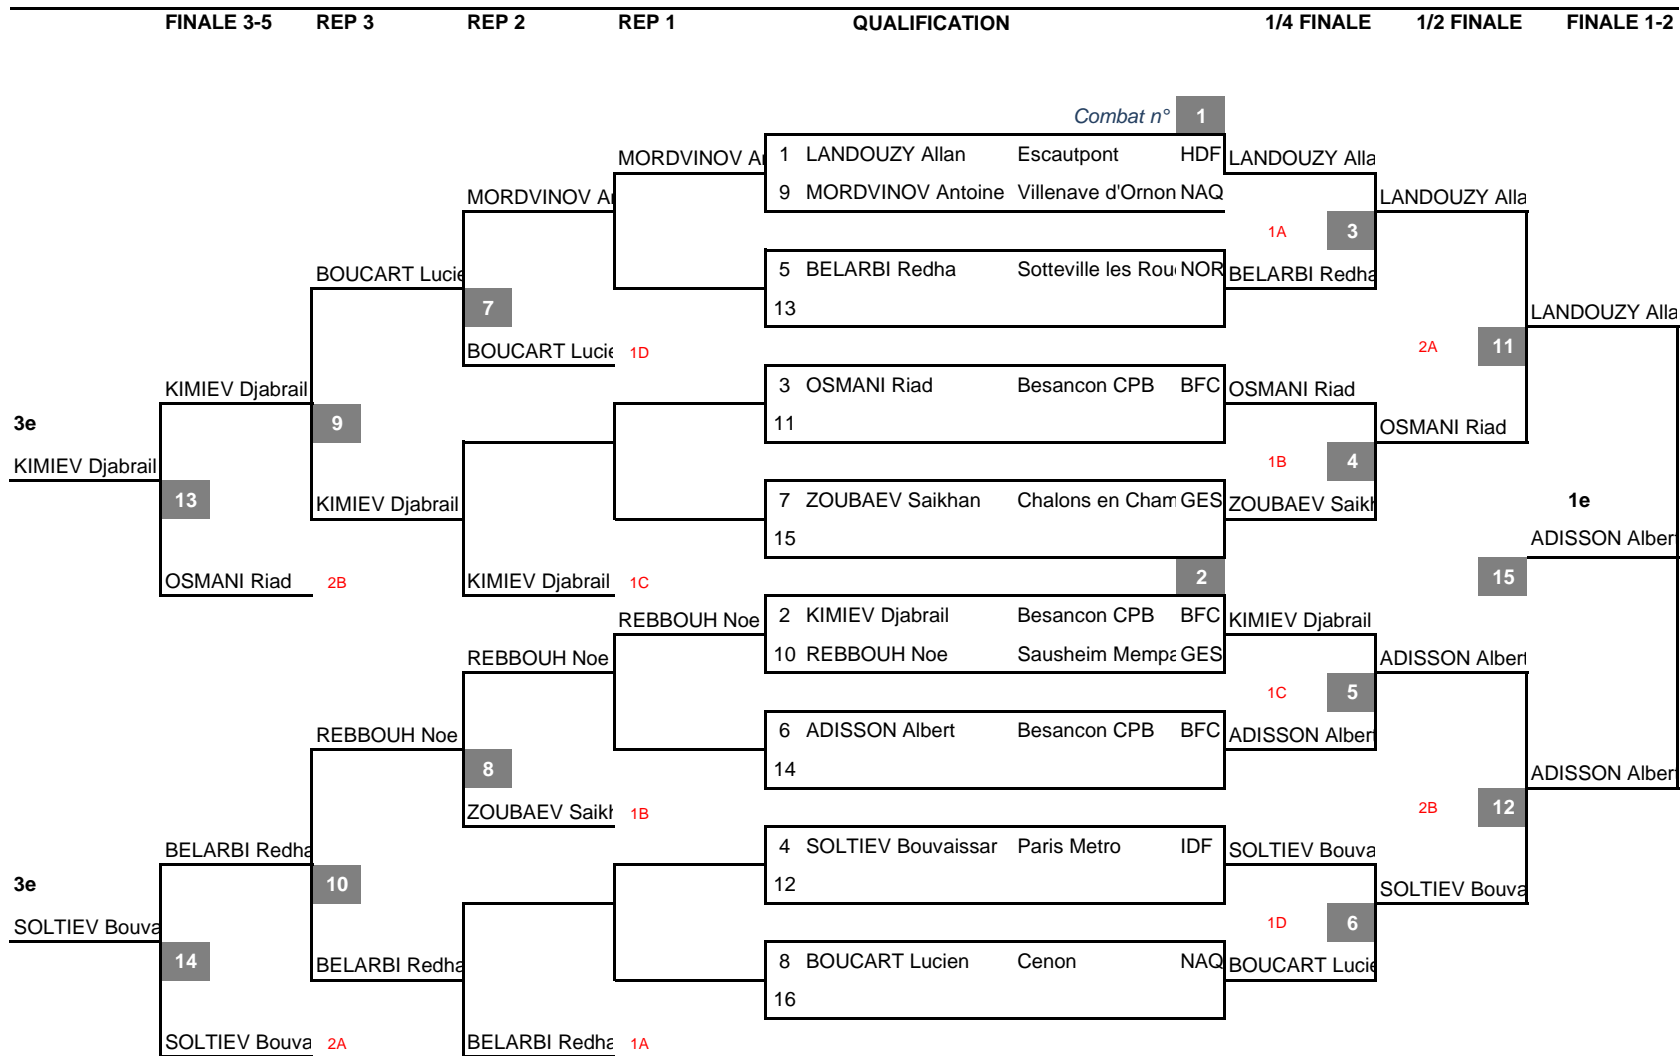 FINALE 3-5 REP 3 REP 2 REP 1 QUALIFICATION 1/4 FINALE 1/2 FINALE FINALE 1-2
Combat n° 1
MORDVINOV A 1 LANDOUZY Allan Escautpont HDF LANDOUZY Alla
MORDVINOV A 9 MORDVINOV Antoine Villenave d'Ornon NAQ LANDOUZY Alla
1A 3
BOUCART Lucie 5 BELARBI Redha Sotteville les Rou NOR BELARBI Redha
7 13 LANDOUZY Alla
BOUCART Lucie 1D 2A 11
KIMIEV Djabrail 3 OSMANI Riad Besancon CPB BFC OSMANI Riad
3e 9 11 OSMANI Riad
KIMIEV Djabrail 1B 4
13 KIMIEV Djabrail 7 ZOUBAEV Saikhan Chalons en Cham GES ZOUBAEV Saikh 1e
15 ADISSON Albert
OSMANI Riad 2B KIMIEV Djabrail 1C 2 15
REBBOUH Noe 2 KIMIEV Djabrail Besancon CPB BFC KIMIEV Djabrail
REBBOUH Noe 10 REBBOUH Noe Sausheim Mempa GES ADISSON Albert
1C 5
REBBOUH Noe 6 ADISSON Albert Besancon CPB BFC ADISSON Albert
8 14 ADISSON Albert
ZOUBAEV Saikh 1B 2B 12
BELARBI Redha 4 SOLTIEV Bouvaissar Paris Metro IDF SOLTIEV Bouva
3e 10 12 SOLTIEV Bouva
SOLTIEV Bouva 1D 6
14 BELARBI Redha 8 BOUCART Lucien Cenon NAQ BOUCART Lucie
16
SOLTIEV Bouva 2A BELARBI Redha 1A